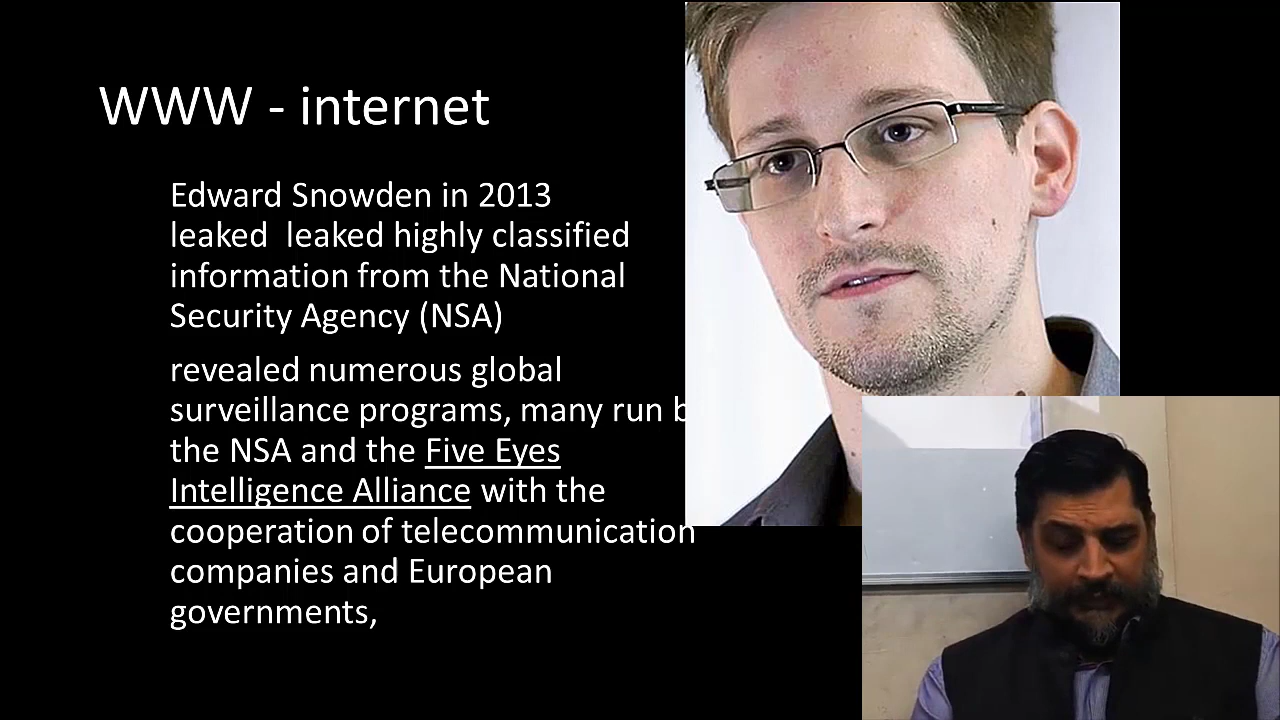 WWW - internet
Edward Snowden in 2013
leaked  leaked highly classified
information from the National
Security Agency (NSA)
revealed numerous global
surveillance programs, many run
the NSA and the Five Eyes
Intelligence Alliance with the
cooperation of telecommunication
companies and European
governments,